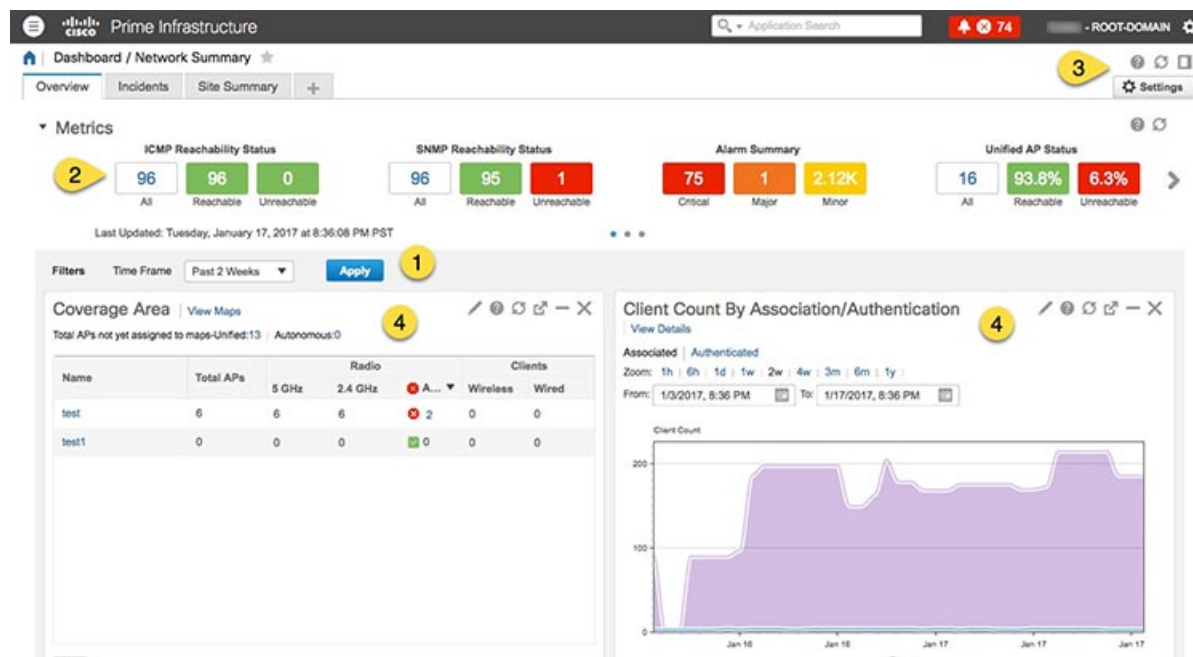 cisco Prime Infrastructure Application Search 74 - ROOT-DOMAIN
Dashboard / Network Summary
3
Overview Incidents Site Summary + Settings
Metrics
ICMP Reachability Status SNMP Reachability Status Alarm Summary Unified AP Status
2 96 96 0 96 95 1 75 1 2.12K 16 93.8% 6.3%
All Reachable Unreachable All Reachable Unreachable Critical Major Minor All Reachable Unreachable
Last Updated: Tuesday, January 17, 2017 at 8:36:08 PM PST
Filters Time Frame Past 2 Weeks Apply 1
Coverage Area View Maps
4
Total APs not yet assigned to maps-Unified:13 Autonomous:0
Name Total APs Radio Clients
5 GHz 2.4 GHz A... Wireless Wired
test 6 6 6 2 0 0
test1 0 0 0 0 0 0
Client Count By Association/Authentication
4
View Details
Associated Authenticated
Zoom: 1h 6h 1d 1w 2w 4w 3m 6m 1y
From: 1/3/2017, 8:36 PM To: 1/17/2017, 8:36 PM
Client Count
200
100
0
Jan 16 Jan 16 Jan 17 Jan 17 Jan 17